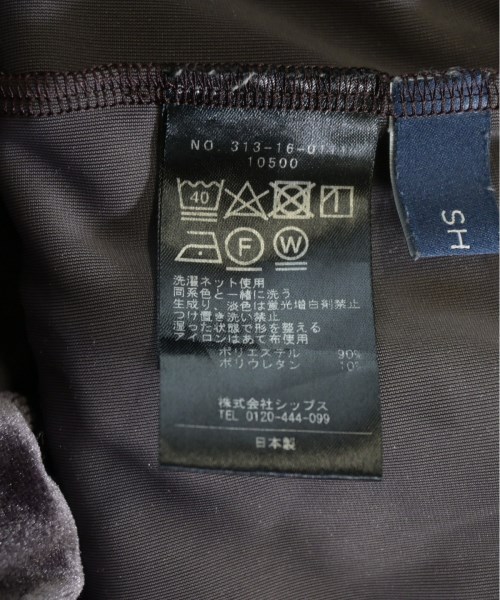 NO. 313-16-0111
10500
40
F
W
洗濯ネット使用
同系色と一緒に洗う
生成り、淡色は蛍光増白剤禁止
つけ置き洗い禁止
湿った状態で形を整える
アイロンはあて布使用
ポリエステル 90%
ポリウレタン 10%
株式会社シップス
TEL 0120-444-099
日本製
SH